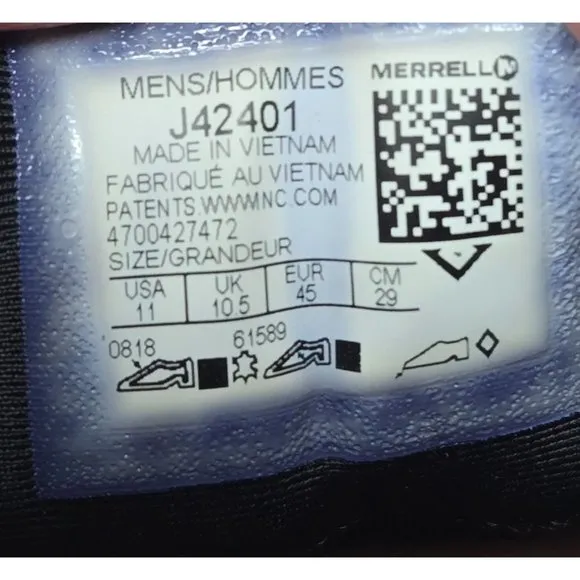 MENS/HOMMES
MERRELL
J42401
MADE IN VIETNAM
FABRIQUÉ AU VIETNAM
PATENTS.WWWINC.COM
4700427472
SIZE/GRANDEUR
USA UK EUR CM
11 10.5 45 29
0818 61589